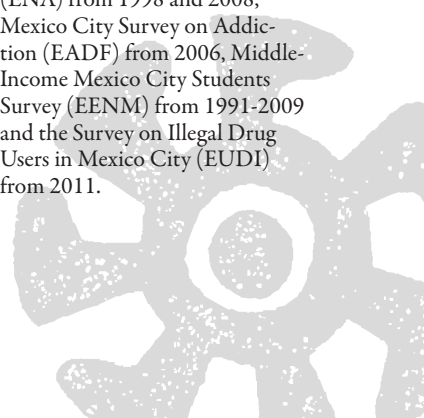 (ENA) from 1998 and 2008,
Mexico City Survey on Addic-
tion (EADF) from 2006, Middle-
Income Mexico City Students
Survey (EENM) from 1991-2009
and the Survey on Illegal Drug
Users in Mexico City (EUDI)
from 2011.